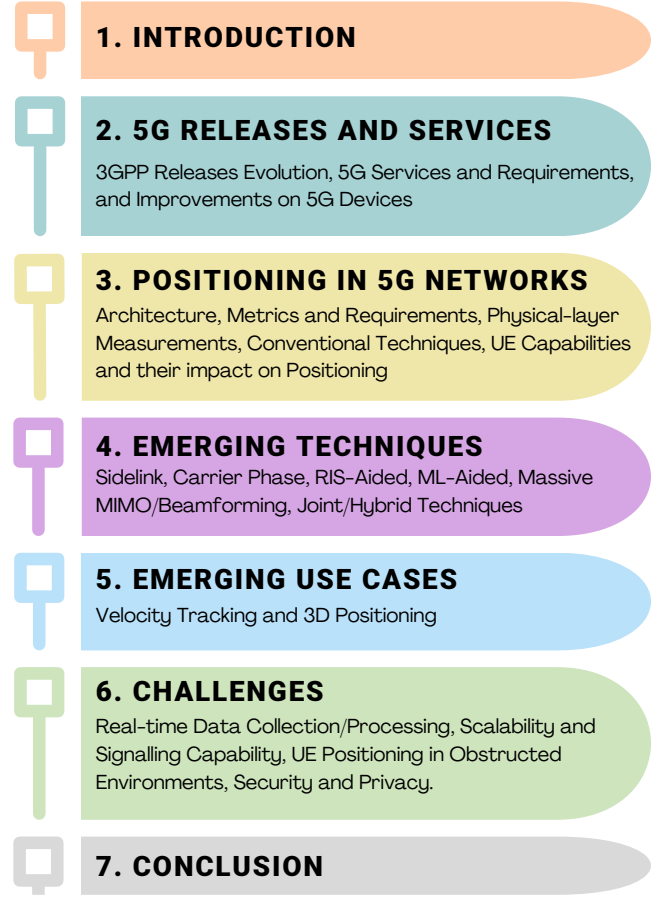 1. INTRODUCTION
2. 5G RELEASES AND SERVICES
3GPP Releases Evolution, 5G Services and Requirements,
and Improvements on 5G Devices
3. POSITIONING IN 5G NETWORKS
Architecture, Metrics and Requirements, Physical-layer
Measurements, Conventional Techniques, UE Capabilities
and their impact on Positioning
4. EMERGING TECHNIQUES
Sidelink, Carrier Phase, RIS-Aided, ML-Aided, Massive
MIMO/Beamforming, Joint/Hybrid Techniques
5. EMERGING USE CASES
Velocity Tracking and 3D Positioning
6. CHALLENGES
Real-time Data Collection/Processing, Scalability and
Signalling Capability, UE Positioning in Obstructed
Environments, Security and Privacy.
7. CONCLUSION